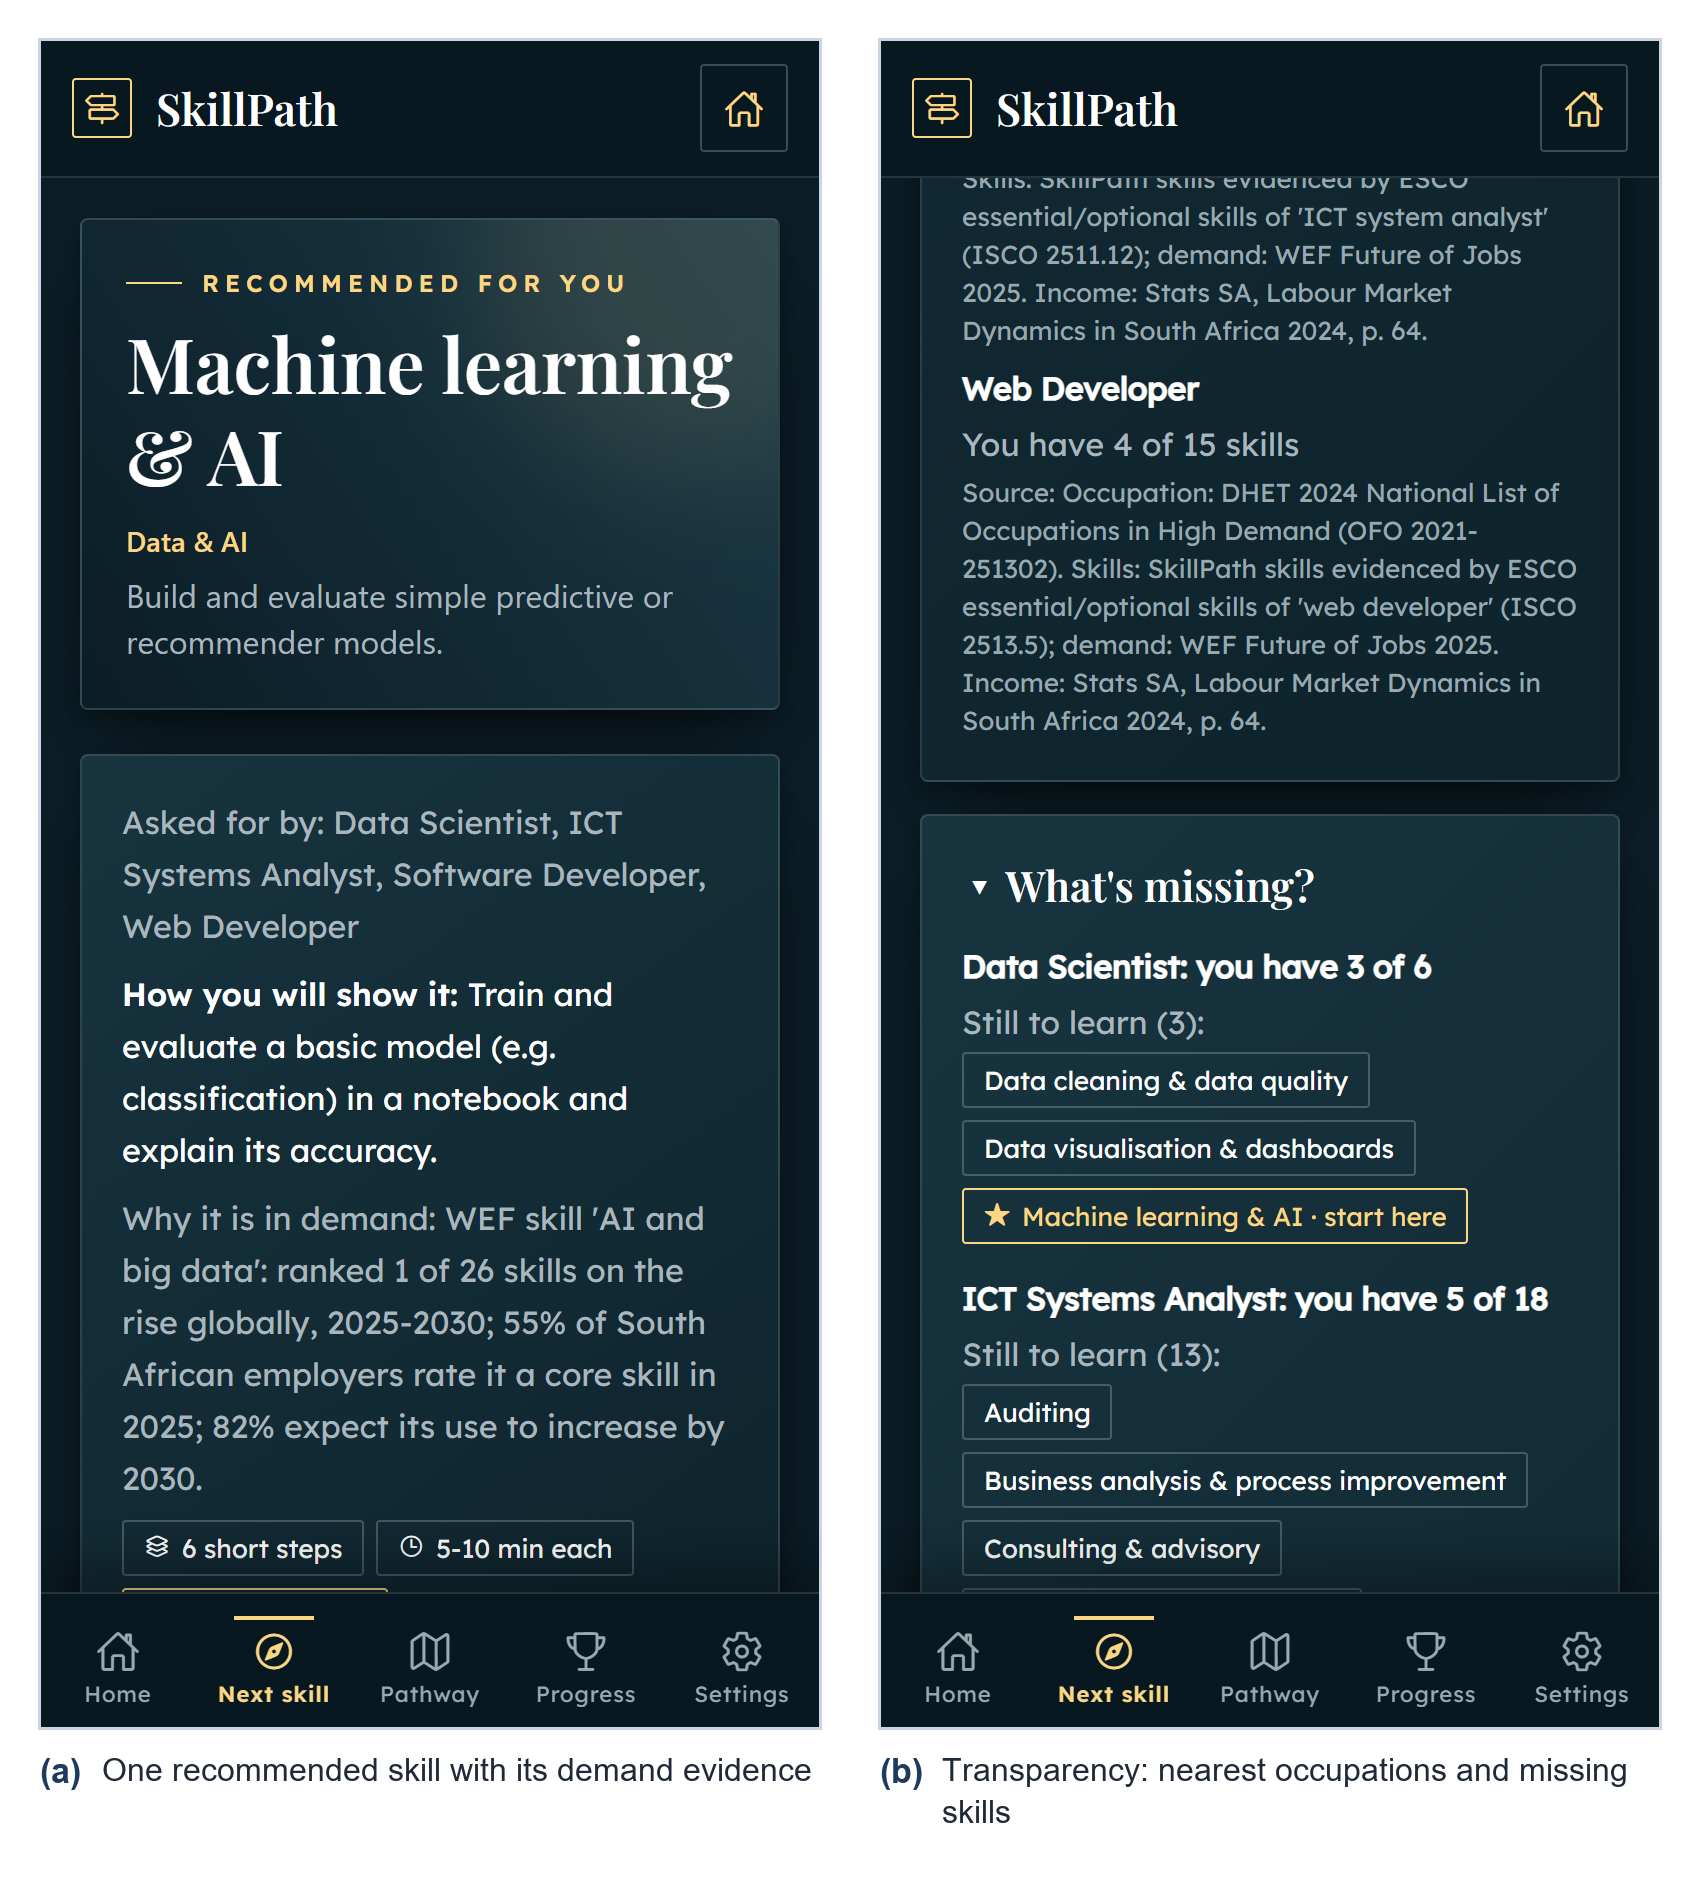 SkillPath
RECOMMENDED FOR YOU
Machine learning
& AI
Data & AI
Build and evaluate simple predictive or
recommender models.
Asked for by: Data Scientist, ICT
Systems Analyst, Software Developer,
Web Developer
How you will show it: Train and
evaluate a basic model (e.g.
classification) in a notebook and
explain its accuracy.
Why it is in demand: WEF skill 'AI and
big data': ranked 1 of 26 skills on the
rise globally, 2025-2030; 55% of South
African employers rate it a core skill in
2025; 82% expect its use to increase by
2030.
6 short steps
5-10 min each
Home
Next skill
Pathway
Progress
Settings
(a) One recommended skill with its demand evidence
SkillPath
Skills: SkillPath skills evidenced by ESCO
essential/optional skills of 'ICT system analyst'
(ISCO 2511.12); demand: WEF Future of Jobs
2025. Income: Stats SA, Labour Market
Dynamics in South Africa 2024, p. 64.
Web Developer
You have 4 of 15 skills
Source: Occupation: DHET 2024 National List of
Occupations in High Demand (OFO 2021-
251302). Skills: SkillPath skills evidenced by ESCO
essential/optional skills of 'web developer' (ISCO
2513.5); demand: WEF Future of Jobs 2025.
Income: Stats SA, Labour Market Dynamics in
South Africa 2024, p. 64.
▼ What's missing?
Data Scientist: you have 3 of 6
Still to learn (3):
Data cleaning & data quality
Data visualisation & dashboards
★ Machine learning & AI · start here
ICT Systems Analyst: you have 5 of 18
Still to learn (13):
Auditing
Business analysis & process improvement
Consulting & advisory
Home
Next skill
Pathway
Progress
Settings
(b) Transparency: nearest occupations and missing
skills